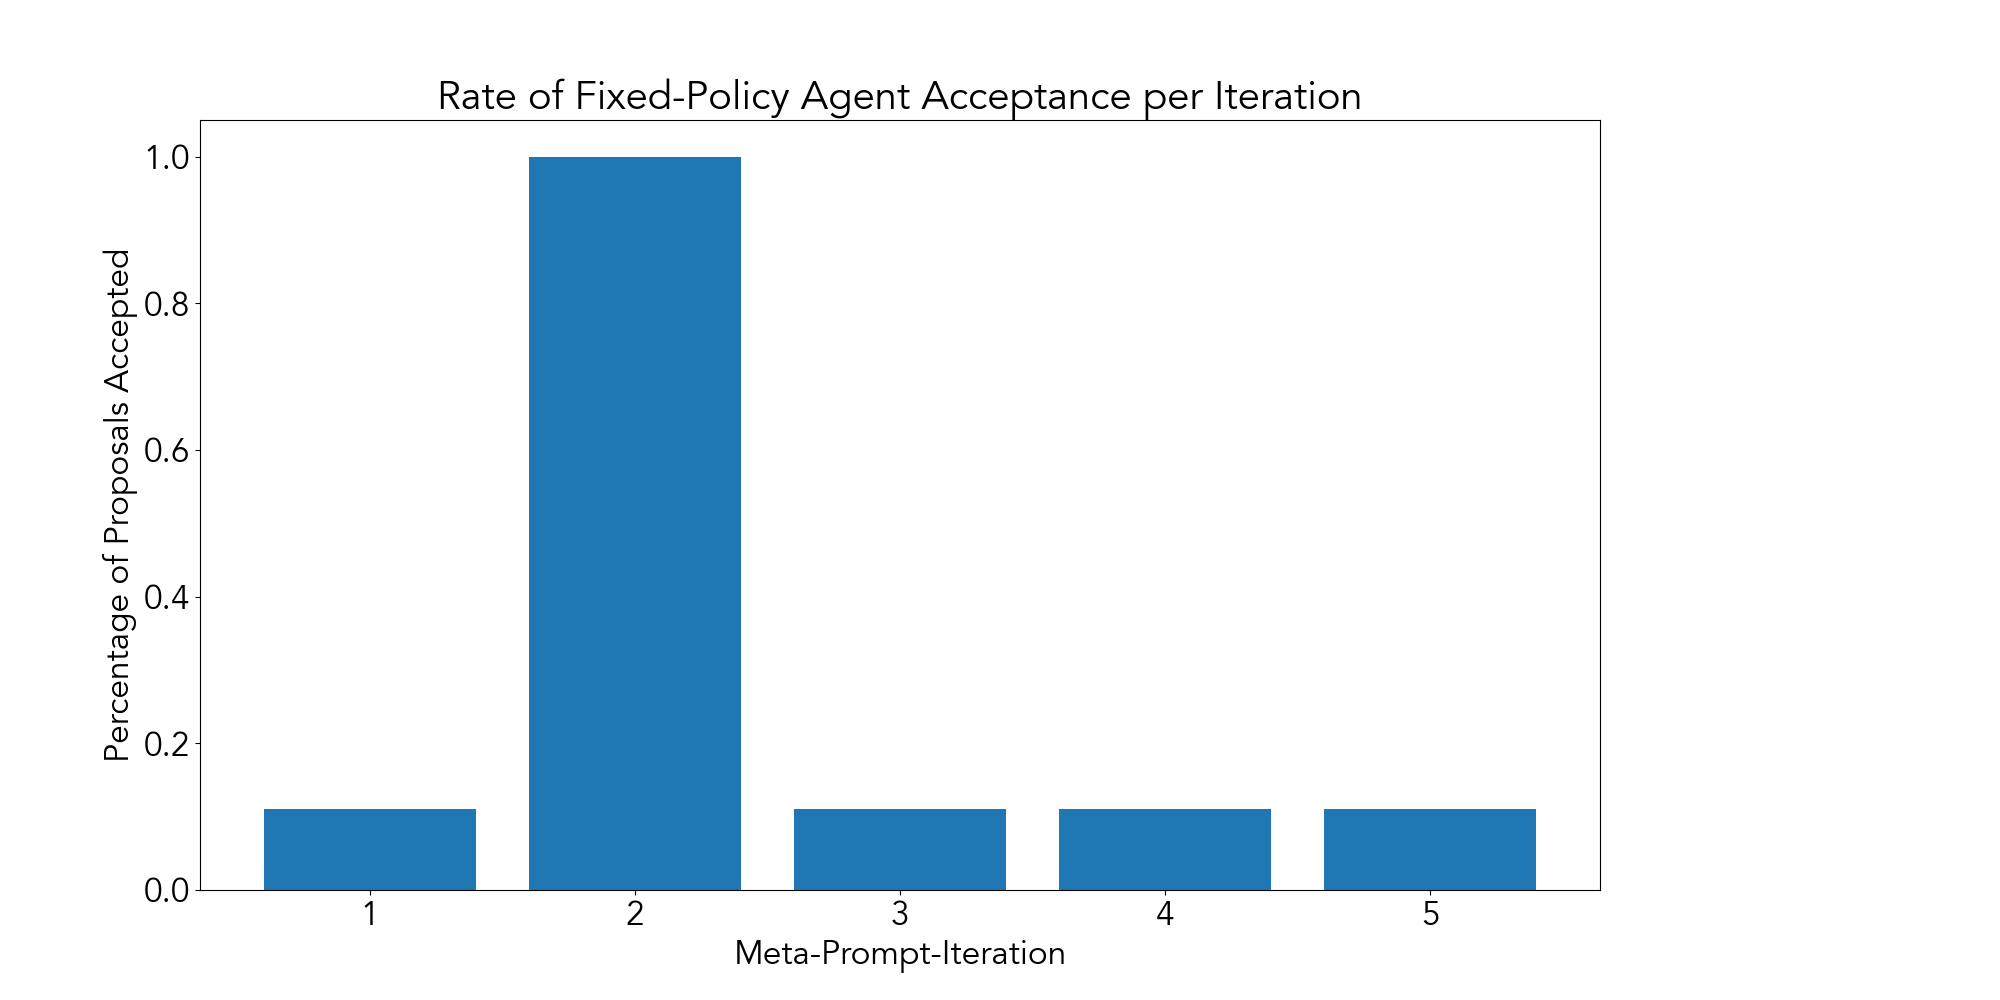 Rate of Fixed-Policy Agent Acceptance per Iteration
Percentage of Proposals Accepted
1.0
0.8
0.6
0.4
0.2
0.0
1 2 3 4 5
Meta-Prompt-Iteration